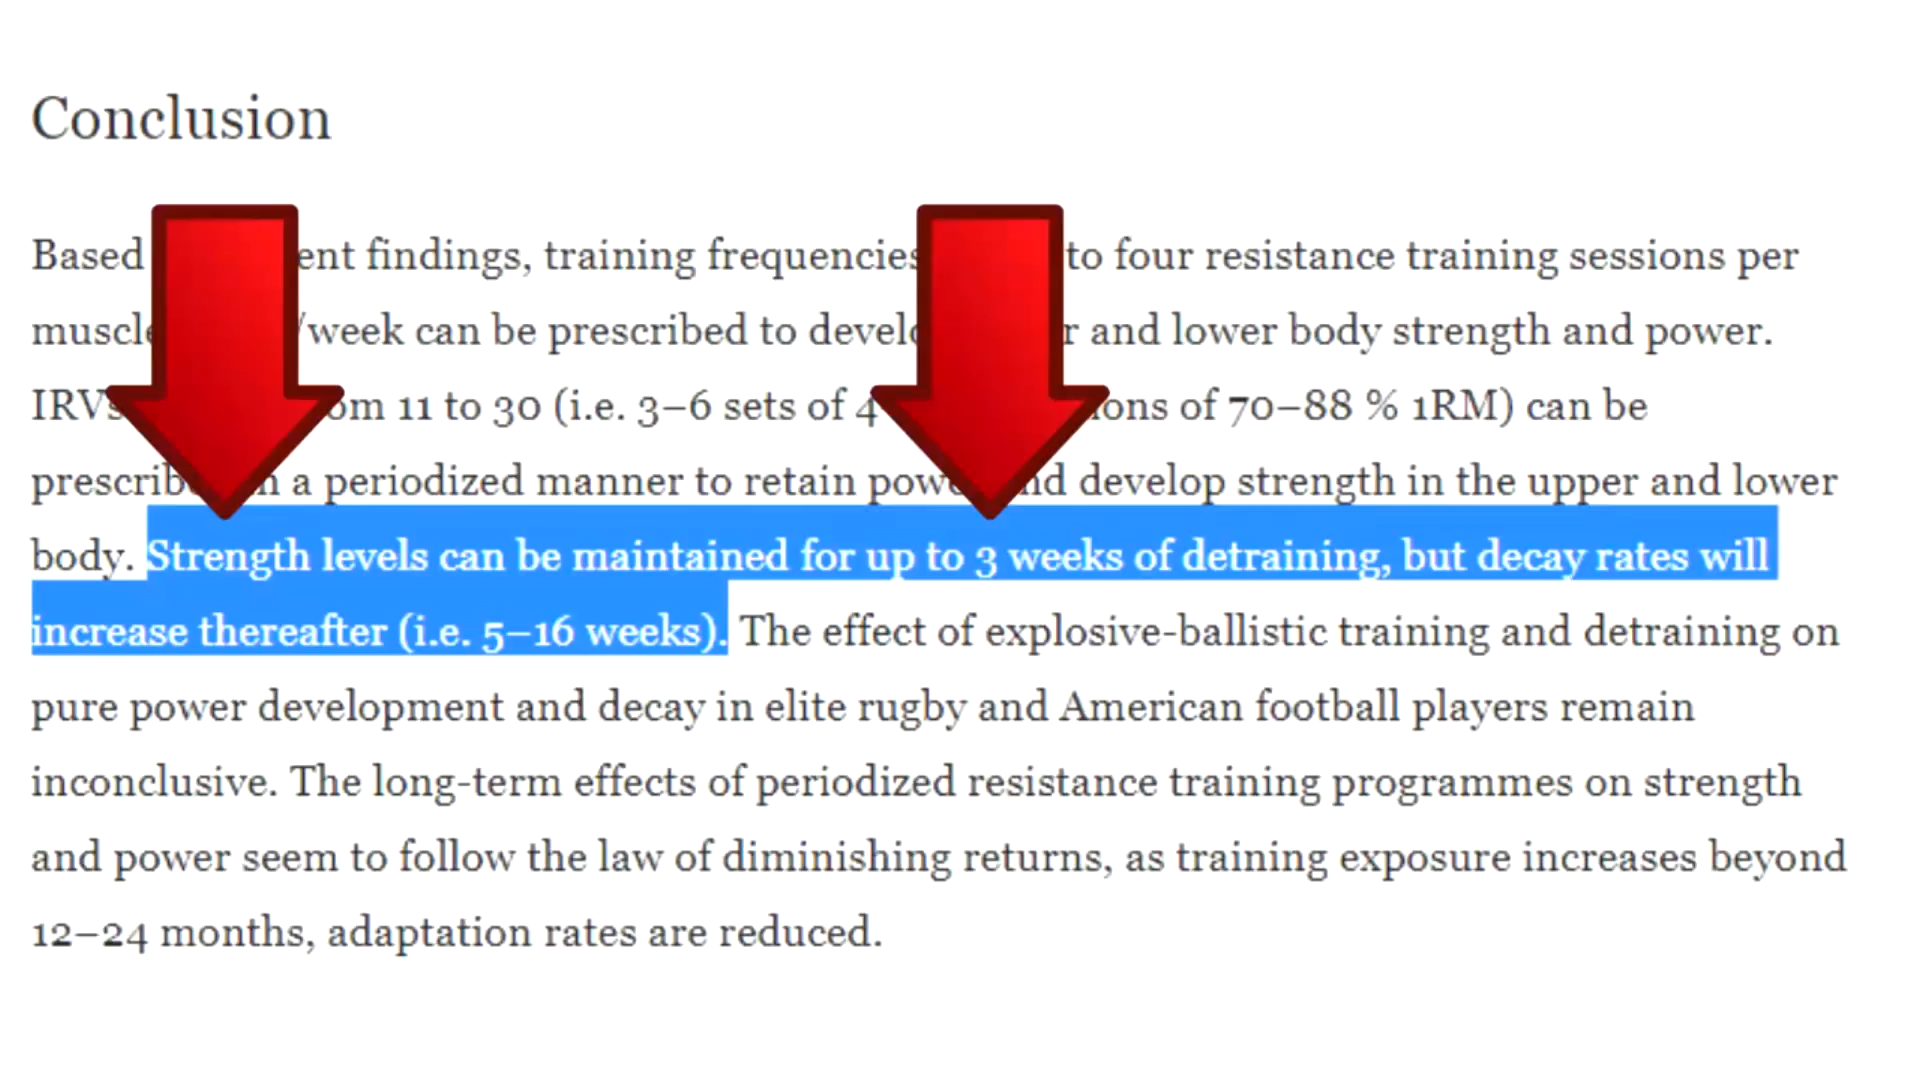 Conclusion
Based ent findings, training frequencies to four resistance training sessions per
muscle /week can be prescribed to develo r and lower body strength and power.
IRVs om 11 to 30 (i.e. 3–6 sets of 4 ons of 70–88 % 1RM) can be
prescrib n a periodized manner to retain powe nd develop strength in the upper and lower
body. Strength levels can be maintained for up to 3 weeks of detraining, but decay rates will
increase thereafter (i.e. 5–16 weeks). The effect of explosive-ballistic training and detraining on
pure power development and decay in elite rugby and American football players remain
inconclusive. The long-term effects of periodized resistance training programmes on strength
and power seem to follow the law of diminishing returns, as training exposure increases beyond
12–24 months, adaptation rates are reduced.